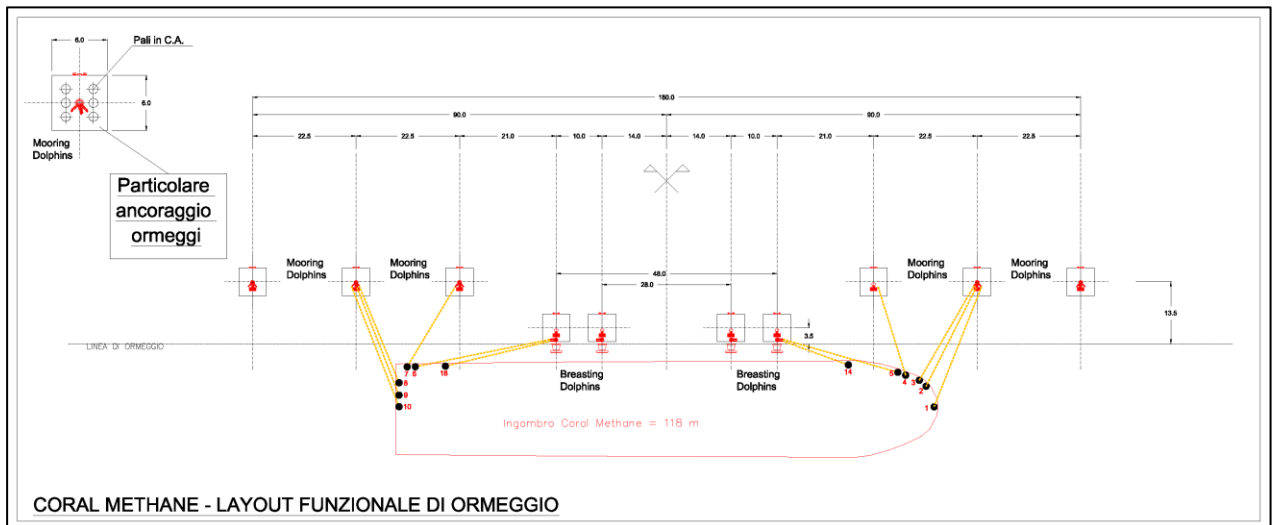 6.0
Pali in C.A.
6.0
Mooring
Dolphins
Particolare
ancoraggio
ormeggi
180.0
90.0 90.0
22.5 22.5 21.0 10.0 14.0 14.0 10.0 21.0 22.5 22.5
Mooring
Dolphins
Mooring
Dolphins
Mooring
Dolphins
Mooring
Dolphins
48.0
28.0
13.5
3.5
LINEA DI ORMEGGIO
Breasting
Dolphins
Breasting
Dolphins
7 6 18 14 5 4 3 2 1
8
9
10
Ingombro Coral Methane = 118 m
CORAL METHANE - LAYOUT FUNZIONALE DI ORMEGGIO